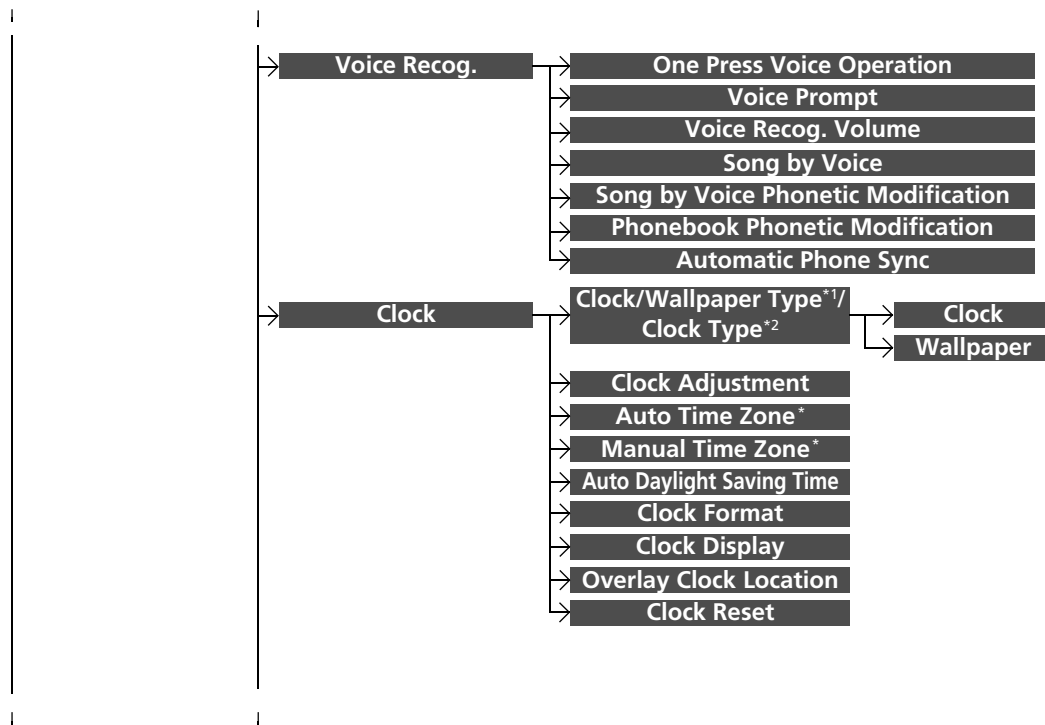 Voice Recog.
One Press Voice Operation
Voice Prompt
Voice Recog. Volume
Song by Voice
Song by Voice Phonetic Modification
Phonebook Phonetic Modification
Automatic Phone Sync
Clock
Clock/Wallpaper Type*1/
Clock Type*2
Clock
Wallpaper
Clock Adjustment
Auto Time Zone*
Manual Time Zone*
Auto Daylight Saving Time
Clock Format
Clock Display
Overlay Clock Location
Clock Reset